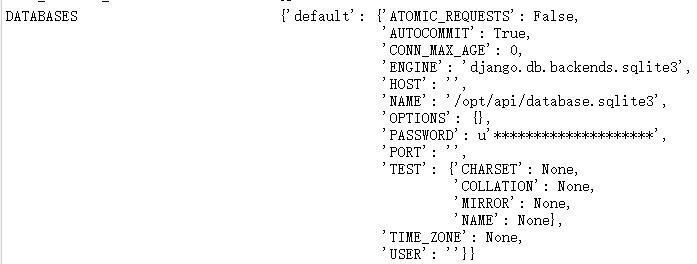 DATABASES {'default': {'ATOMIC_REQUESTS': False,
'AUTOCOMMIT': True,
'CONN_MAX_AGE': 0,
'ENGINE': 'django.db.backends.sqlite3',
'HOST': '',
'NAME': '/opt/api/database.sqlite3',
'OPTIONS': {},
'PASSWORD': u'********************',
'PORT': '',
'TEST': {'CHARSET': None,
'COLLATION': None,
'MIRROR': None,
'NAME': None},
'TIME_ZONE': None,
'USER': ''}}